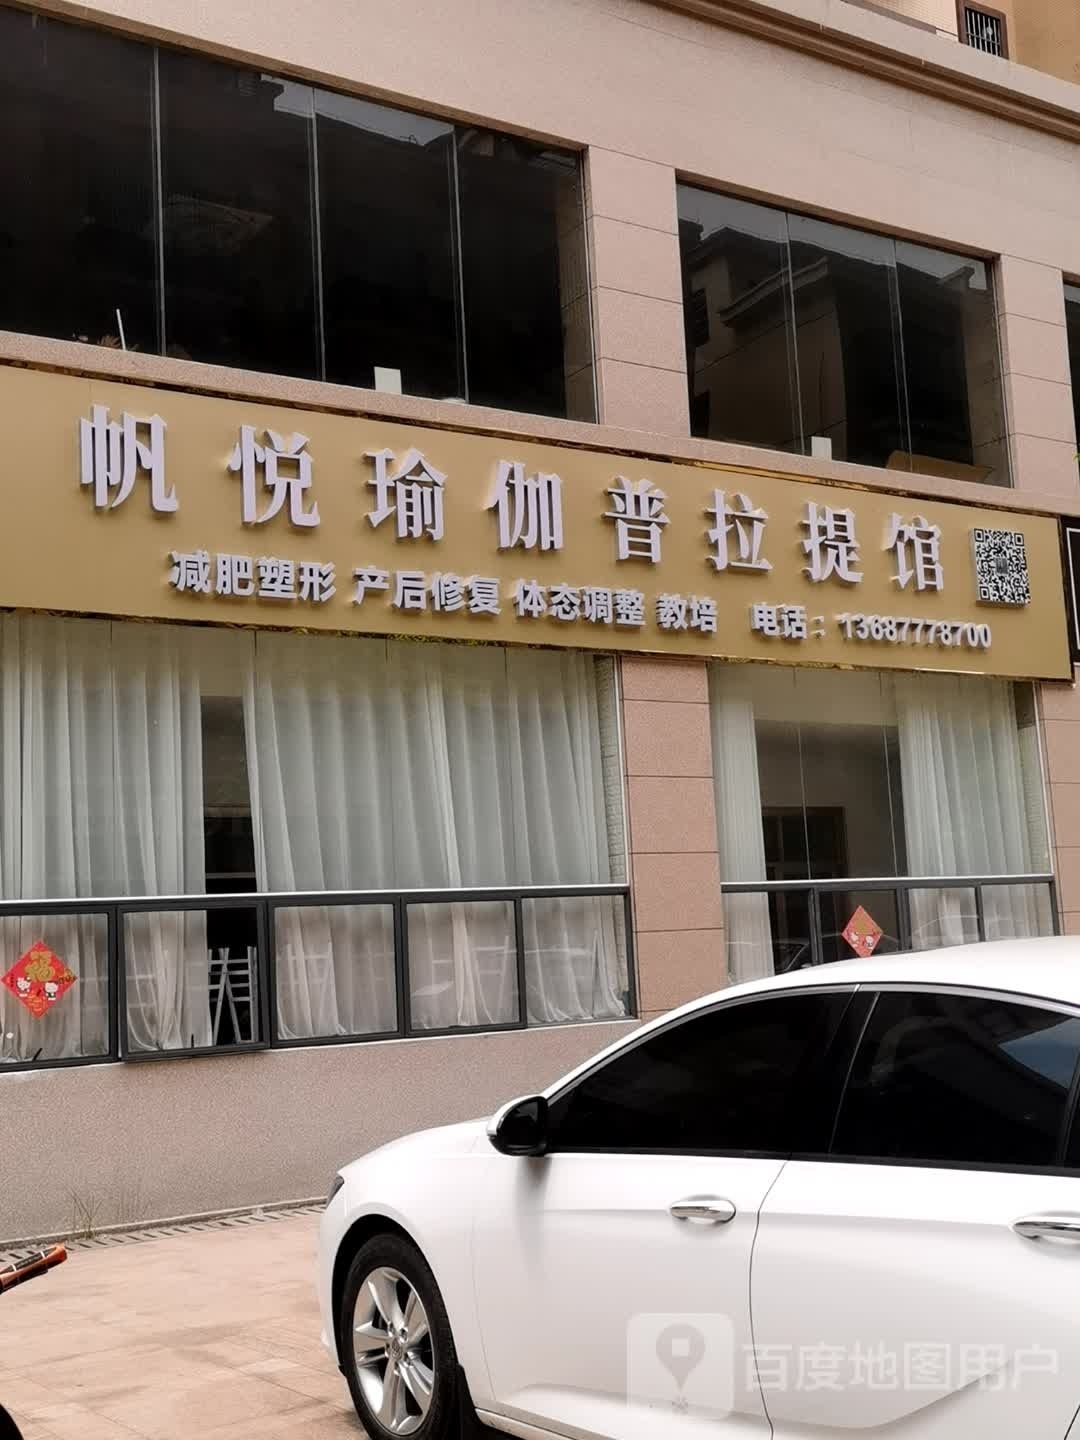 帆悦瑜伽普拉提馆
减肥塑形 产后修复 体态调整 教培 电话：13687778700
福
百度地图用户